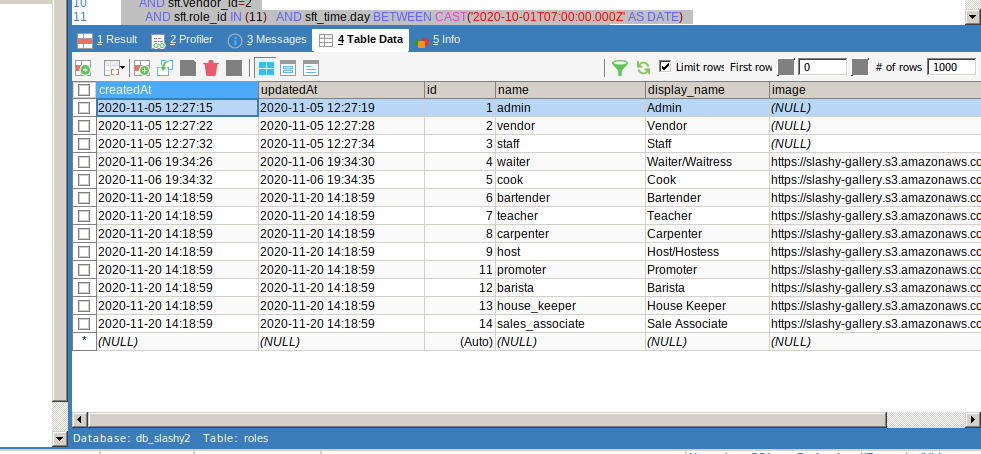 10 AND sft.vendor_id=2
11 AND sft.role_id IN (11) AND sft_time.day BETWEEN CAST('2020-10-01T07:00:00.000Z' AS DATE)
1 Result 2 Profiler 3 Messages 4 Table Data 5 Info
Limit rows First row 0 # of rows 1000
createdAt updatedAt id name display_name image
2020-11-05 12:27:15 2020-11-05 12:27:19 1 admin Admin (NULL)
2020-11-05 12:27:22 2020-11-05 12:27:28 2 vendor Vendor (NULL)
2020-11-05 12:27:32 2020-11-05 12:27:34 3 staff Staff (NULL)
2020-11-06 19:34:26 2020-11-06 19:34:30 4 waiter Waiter/Waitress https://slashy-gallery.s3.amazonaws.co
2020-11-06 19:34:32 2020-11-06 19:34:35 5 cook Cook https://slashy-gallery.s3.amazonaws.co
2020-11-20 14:18:59 2020-11-20 14:18:59 6 bartender Bartender https://slashy-gallery.s3.amazonaws.co
2020-11-20 14:18:59 2020-11-20 14:18:59 7 teacher Teacher https://slashy-gallery.s3.amazonaws.co
2020-11-20 14:18:59 2020-11-20 14:18:59 8 carpenter Carpenter https://slashy-gallery.s3.amazonaws.co
2020-11-20 14:18:59 2020-11-20 14:18:59 9 host Host/Hostess https://slashy-gallery.s3.amazonaws.co
2020-11-20 14:18:59 2020-11-20 14:18:59 11 promoter Promoter https://slashy-gallery.s3.amazonaws.co
2020-11-20 14:18:59 2020-11-20 14:18:59 12 barista Barista https://slashy-gallery.s3.amazonaws.co
2020-11-20 14:18:59 2020-11-20 14:18:59 13 house_keeper House Keeper https://slashy-gallery.s3.amazonaws.co
2020-11-20 14:18:59 2020-11-20 14:18:59 14 sales_associate Sale Associate https://slashy-gallery.s3.amazonaws.co
* (NULL) (NULL) (Auto) (NULL) (NULL) (NULL)
Database: db_slashy2 Table: roles